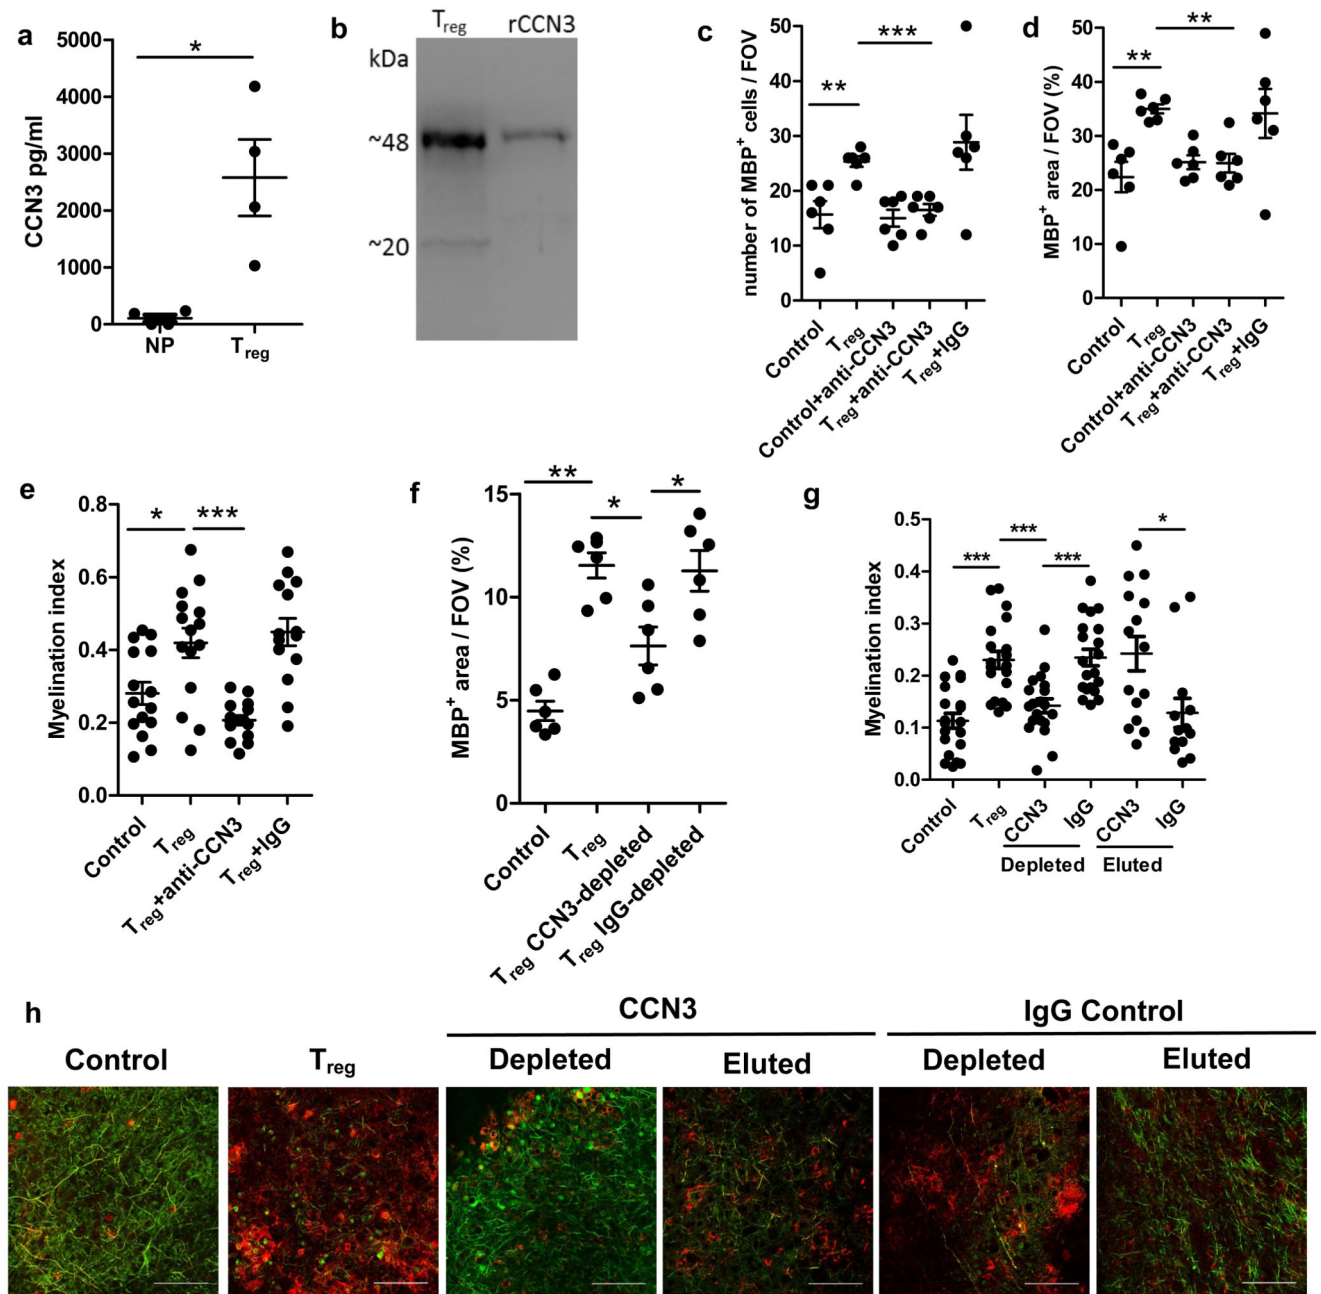 a
5000
4000
3000
2000
1000
0
CCN3 pg/ml
*
NP
Treg
b
Treg rCCN3
kDa
~48
~20
c
50
40
30
20
10
0
number of MBP+ cells / FOV
**
***
Control
Treg
Control+anti-CCN3
Treg+anti-CCN3
Treg+IgG
d
50
40
30
20
10
0
MBP+ area / FOV (%)
**
**
Control
Treg
Control+anti-CCN3
Treg+anti-CCN3
Treg+IgG
e
0.8
0.6
0.4
0.2
0.0
Myelination index
*
***
Control
Treg
Treg+anti-CCN3
Treg+IgG
f
15
10
5
0
MBP+ area / FOV (%)
**
*
*
Control
Treg
Treg CCN3-depleted
Treg IgG-depleted
g
0.5
0.4
0.3
0.2
0.1
0.0
Myelination index
***
***
***
*
Control
Treg
CCN3
IgG
CCN3
IgG
Depleted
Eluted
h
CCN3
IgG Control
Control
Treg
Depleted
Eluted
Depleted
Eluted